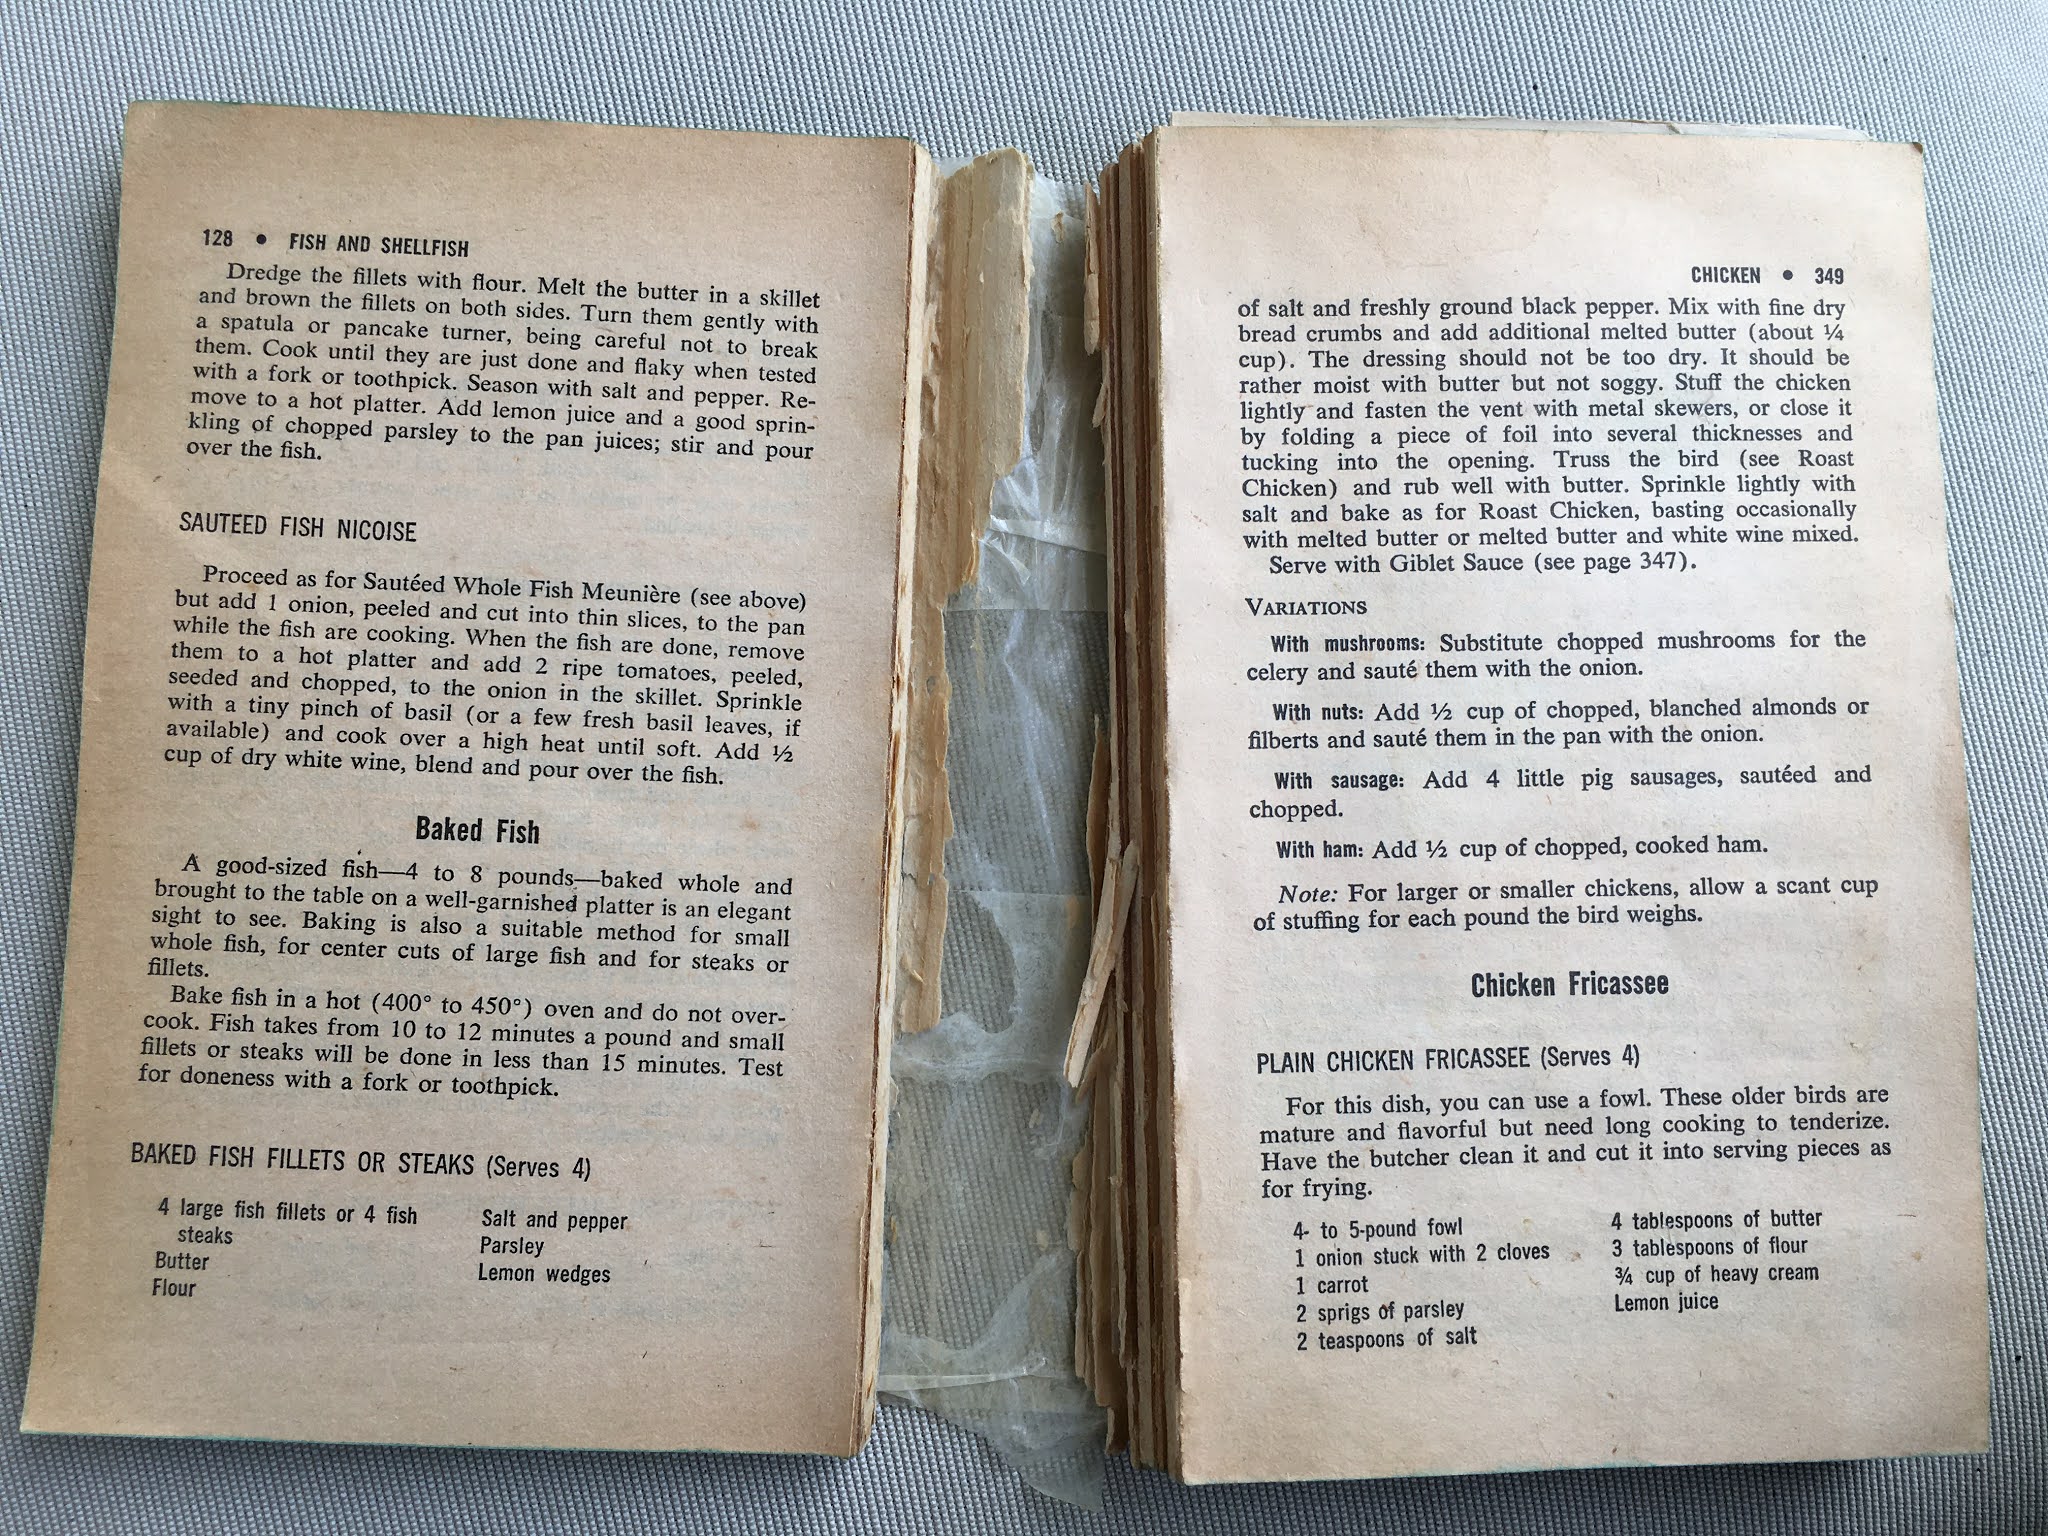 128 • FISH AND SHELLFISH
Dredge the fillets with flour. Melt the butter in a skillet
and brown the fillets on both sides. Turn them gently with
a spatula or pancake turner, being careful not to break
them. Cook until they are just done and flaky when tested
with a fork or toothpick. Season with salt and pepper. Re-
move to a hot platter. Add lemon juice and a good sprin-
kling of chopped parsley to the pan juices; stir and pour
over the fish.
SAUTEED FISH NICOISE
Proceed as for Sautéed Whole Fish Meunière (see above)
but add 1 onion, peeled and cut into thin slices, to the pan
while the fish are cooking. When the fish are done, remove
them to a hot platter and add 2 ripe tomatoes, peeled,
seeded and chopped, to the onion in the skillet. Sprinkle
with a tiny pinch of basil (or a few fresh basil leaves, if
available) and cook over a high heat until soft. Add ½
cup of dry white wine, blend and pour over the fish.
Baked Fish
A good-sized fish—4 to 8 pounds—baked whole and
brought to the table on a well-garnished platter is an elegant
sight to see. Baking is also a suitable method for small
whole fish, for center cuts of large fish and for steaks or
fillets.
Bake fish in a hot (400° to 450°) oven and do not over-
cook. Fish takes from 10 to 12 minutes a pound and small
fillets or steaks will be done in less than 15 minutes. Test
for doneness with a fork or toothpick.
BAKED FISH FILLETS OR STEAKS (Serves 4)
4 large fish fillets or 4 fish
steaks
Butter
Flour
Salt and pepper
Parsley
Lemon wedges
CHICKEN • 349
of salt and freshly ground black pepper. Mix with fine dry
bread crumbs and add additional melted butter (about ¼
cup). The dressing should not be too dry. It should be
rather moist with butter but not soggy. Stuff the chicken
lightly and fasten the vent with metal skewers, or close it
by folding a piece of foil into several thicknesses and
tucking into the opening. Truss the bird (see Roast
Chicken) and rub well with butter. Sprinkle lightly with
salt and bake as for Roast Chicken, basting occasionally
with melted butter or melted butter and white wine mixed.
Serve with Giblet Sauce (see page 347).
VARIATIONS
With mushrooms: Substitute chopped mushrooms for the
celery and sauté them with the onion.
With nuts: Add ½ cup of chopped, blanched almonds or
filberts and sauté them in the pan with the onion.
With sausage: Add 4 little pig sausages, sautéed and
chopped.
With ham: Add ½ cup of chopped, cooked ham.
Note: For larger or smaller chickens, allow a scant cup
of stuffing for each pound the bird weighs.
Chicken Fricassee
PLAIN CHICKEN FRICASSEE (Serves 4)
For this dish, you can use a fowl. These older birds are
mature and flavorful but need long cooking to tenderize.
Have the butcher clean it and cut it into serving pieces as
for frying.
4- to 5-pound fowl
1 onion stuck with 2 cloves
1 carrot
2 sprigs of parsley
2 teaspoons of salt
4 tablespoons of butter
3 tablespoons of flour
¾ cup of heavy cream
Lemon juice